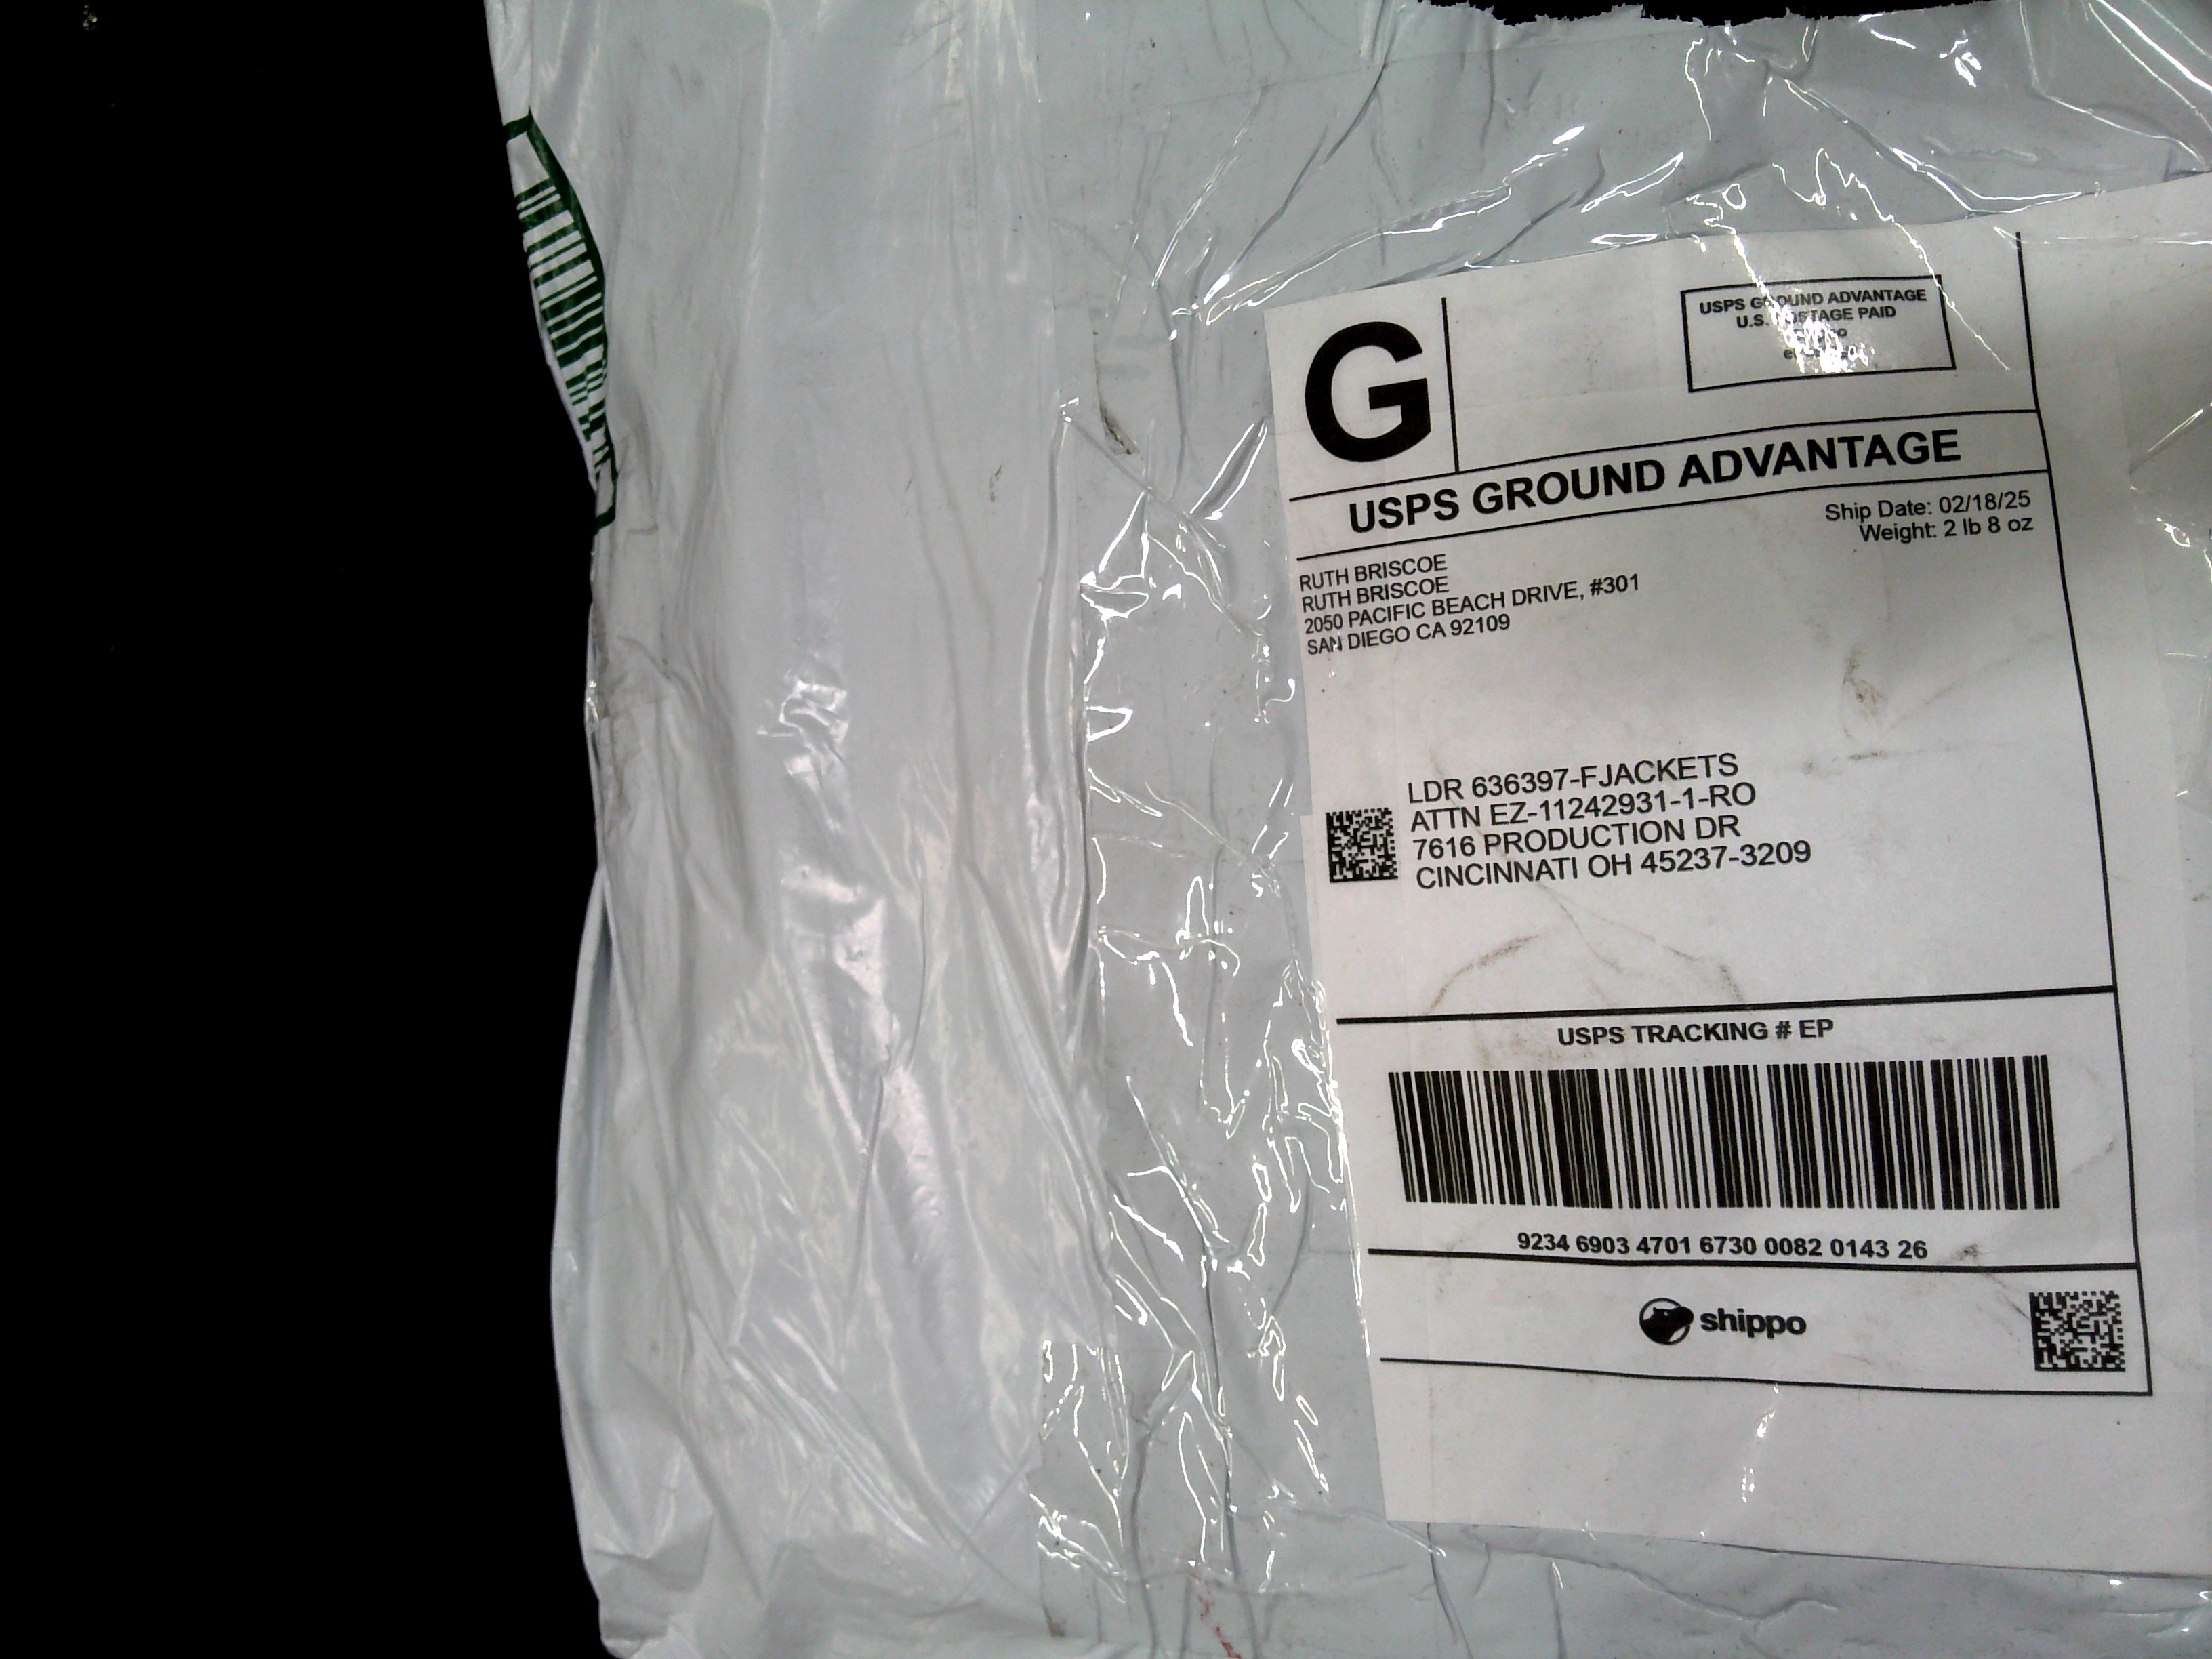 G
USPS GROUND ADVANTAGE
U.S. POSTAGE PAID
USPS GROUND ADVANTAGE
Ship Date: 02/18/25
Weight: 2 lb 8 oz
RUTH BRISCOE
RUTH BRISCOE
2050 PACIFIC BEACH DRIVE, #301
SAN DIEGO CA 92109
LDR 636397-FJACKETS
ATTN EZ-11242931-1-RO
7616 PRODUCTION DR
CINCINNATI OH 45237-3209
USPS TRACKING # EP
9234 6903 4701 6730 0082 0143 26
shippo